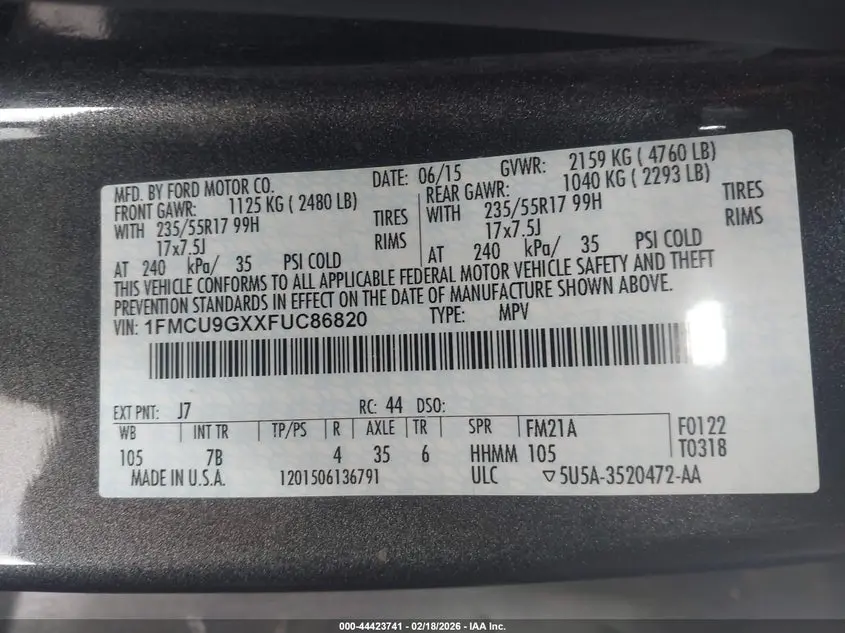 MFD. BY FORD MOTOR CO. DATE: 06/15 GVWR: 2159 KG ( 4760 LB)
FRONT GAWR: 1125 KG ( 2480 LB) REAR GAWR: 1040 KG ( 2293 LB)
WITH 235/55R17 99H TIRES WITH 235/55R17 99H TIRES
17x7.5J RIMS 17x7.5J RIMS
AT 240 kPa/ 35 PSI COLD AT 240 kPa/ 35 PSI COLD
THIS VEHICLE CONFORMS TO ALL APPLICABLE FEDERAL MOTOR VEHICLE SAFETY AND THEFT
PREVENTION STANDARDS IN EFFECT ON THE DATE OF MANUFACTURE SHOWN ABOVE.
VIN: 1FMCU9GXXFUC86820 TYPE: MPV
EXT PNT: J7 RC: 44 DSO:
WB INT TR TP/PS R AXLE TR SPR FM21A F0122
105 7B 4 35 6 HHMM 105 T0318
MADE IN U.S.A. 1201506136791 ULC ▽5U5A-3520472-AA
000-44423741 - 02/18/2026 - IAA Inc.